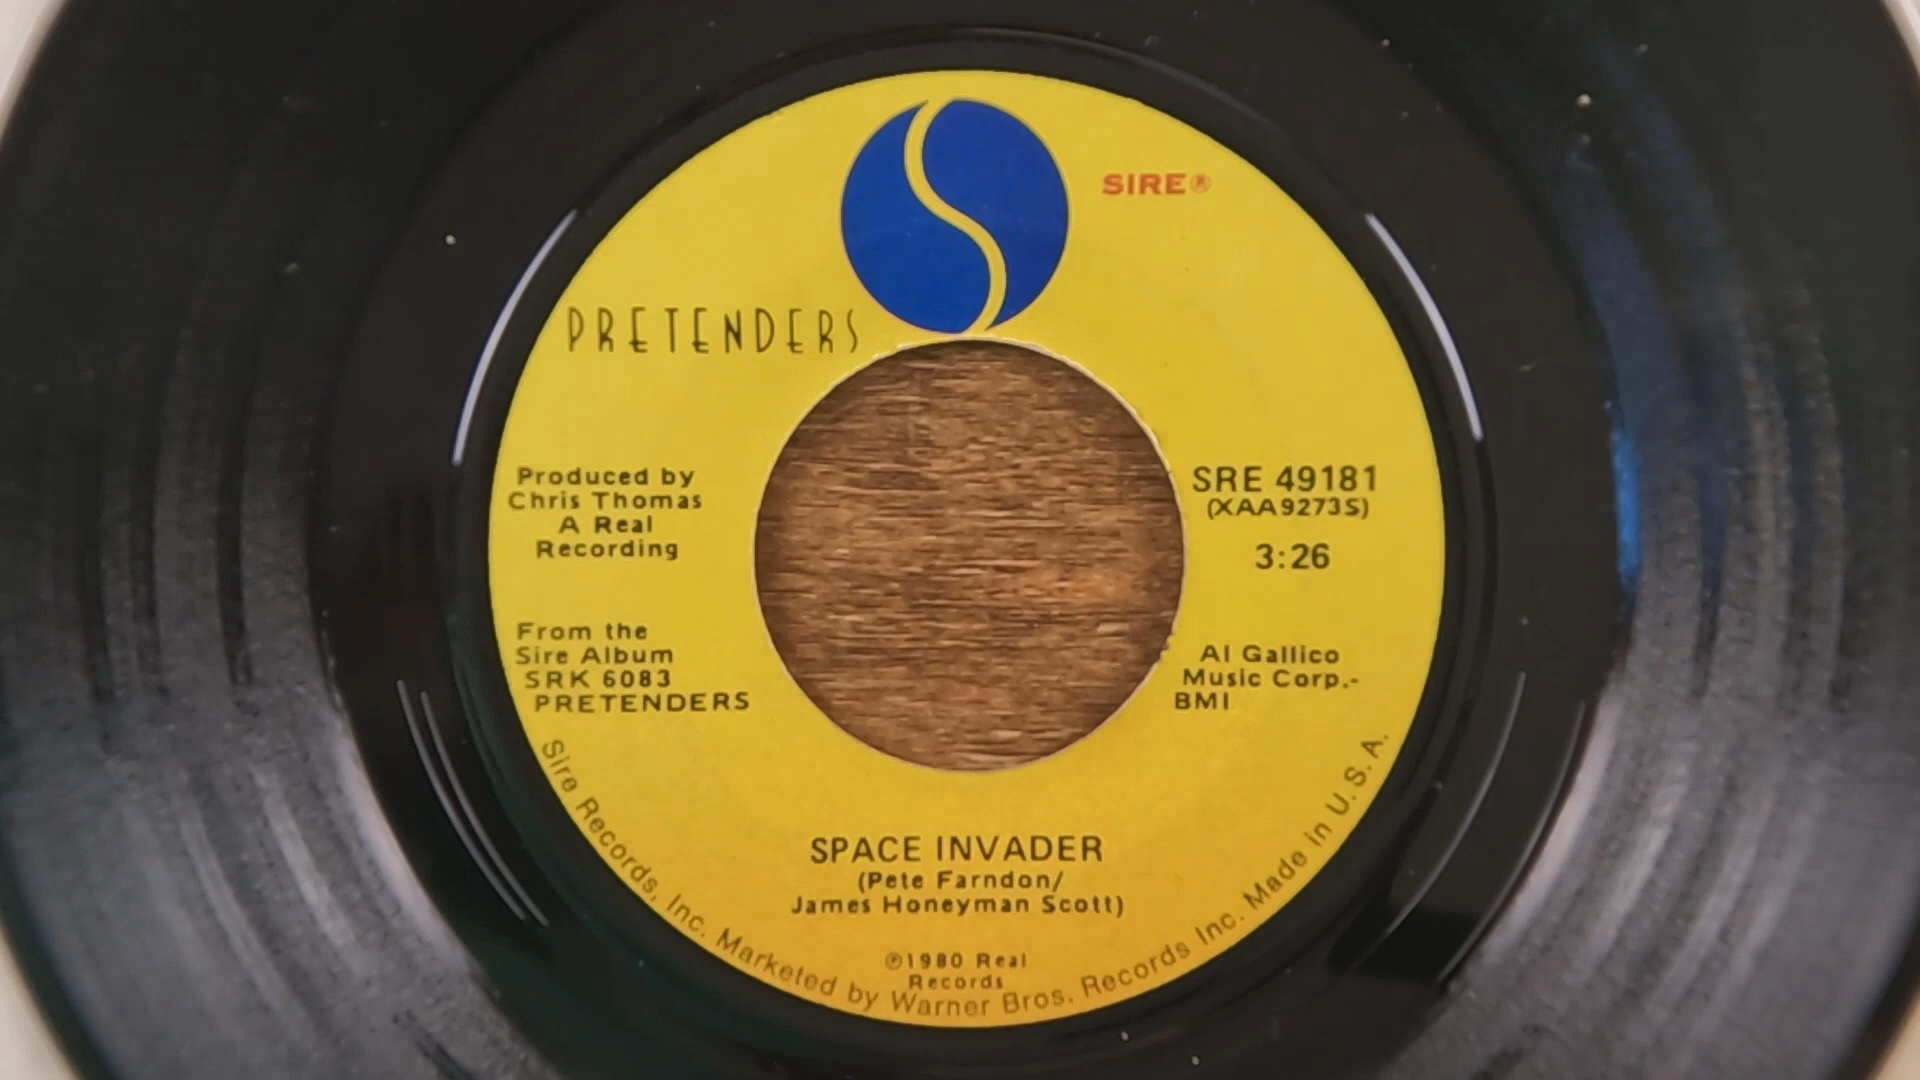 SIRE®
PRETENDERS
Produced by
Chris Thomas
A Real
Recording
SRE 49181
(XAA9273S)
3:26
From the
Sire Album
SRK 6083
PRETENDERS
Al Gallico
Music Corp.-
BMI
SPACE INVADER
(Pete Farndon/
James Honeyman Scott)
℗1980 Real
Records
Sire Records, Inc. Marketed by Warner Bros. Records Inc. Made in U.S.A.